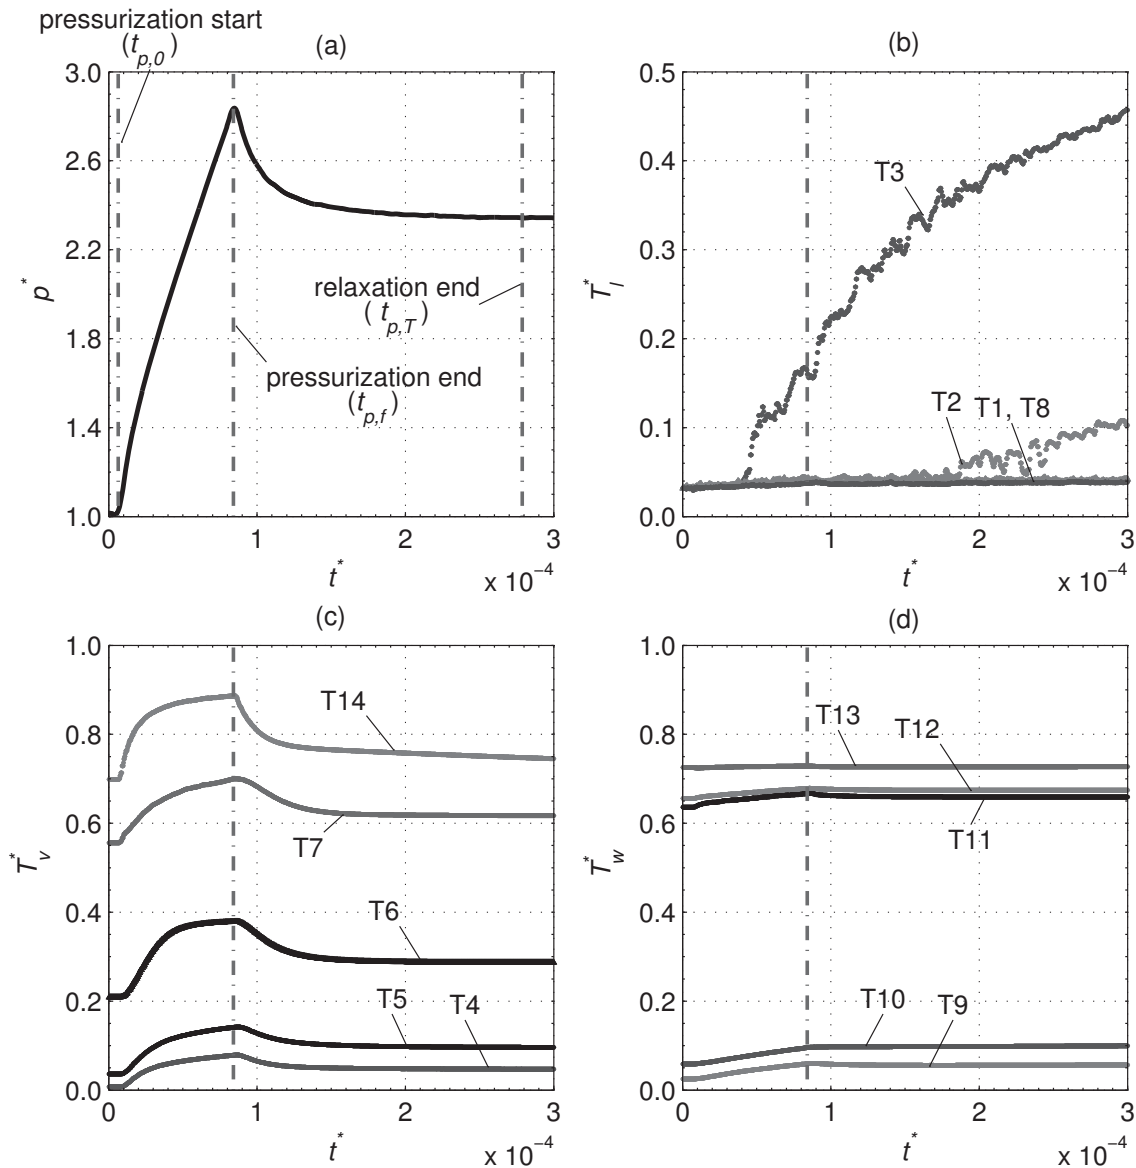 pressurization start
(t_{p,0})
(a)
3.0
2.6
2.2
1.8
1.4
1.0
p^*
relaxation end
(t_{p,T})
pressurization end
(t_{p,f})
0 1 2 3
t^*
x 10^{-4}
(b)
0.5
0.4
0.3
0.2
0.1
0.0
T_l^*
T3
T2 T1, T8
0 1 2 3
t^*
x 10^{-4}
(c)
1.0
0.8
0.6
0.4
0.2
0.0
T_v^*
T14
T7
T6
T5 T4
0 1 2 3
t^*
x 10^{-4}
(d)
1.0
0.8
0.6
0.4
0.2
0.0
T_w^*
T13
T12
T11
T10 T9
0 1 2 3
t^*
x 10^{-4}